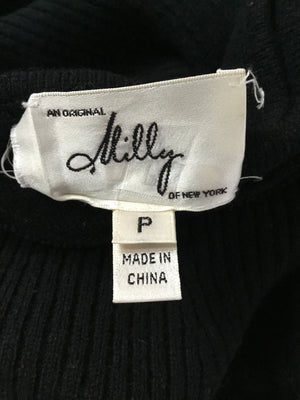 AN ORIGINAL
Milly
OF NEW YORK
P
MADE IN
CHINA